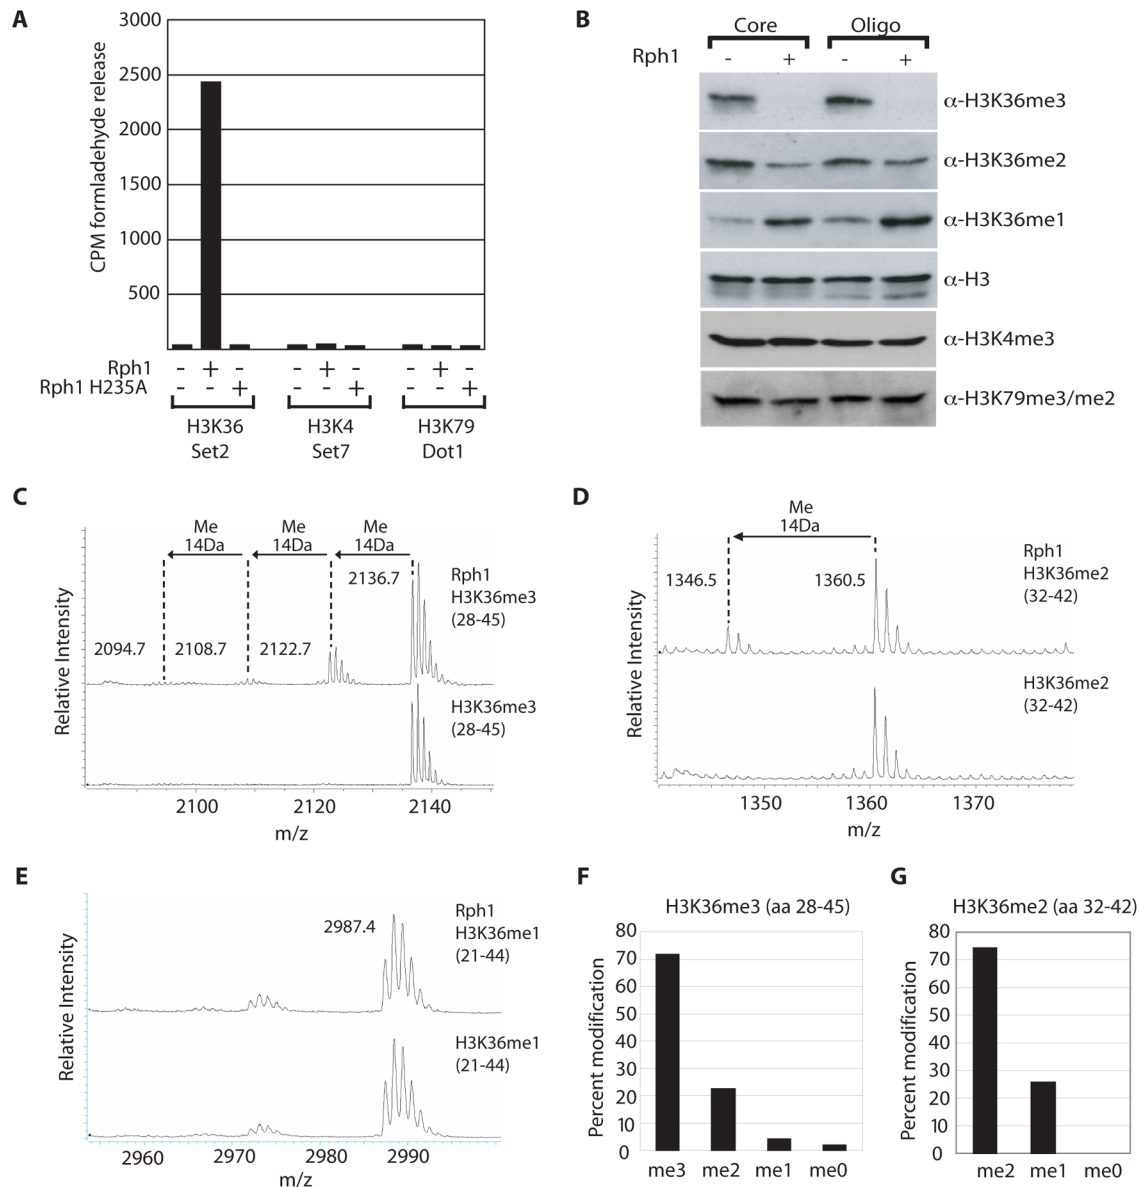 A
3000
2500
2000
1500
1000
500
CPM formladehyde release
Rph1 - + - - + - - + -
Rph1 H235A - - + - - + - - +
H3K36 H3K4 H3K79
Set2 Set7 Dot1
B
Core Oligo
Rph1 - + - +
α-H3K36me3
α-H3K36me2
α-H3K36me1
α-H3
α-H3K4me3
α-H3K79me3/me2
C
Me Me Me
14Da 14Da 14Da
2136.7
2094.7 2108.7 2122.7
Rph1
H3K36me3
(28-45)
H3K36me3
(28-45)
Relative Intensity
2100 2120 2140
m/z
D
Me
14Da
1346.5 1360.5
Rph1
H3K36me2
(32-42)
H3K36me2
(32-42)
Relative Intensity
1350 1360 1370
m/z
E
2987.4
Rph1
H3K36me1
(21-44)
H3K36me1
(21-44)
Relative Intensity
2960 2970 2980 2990
m/z
F
H3K36me3 (aa 28-45)
80
70
60
50
40
30
20
10
0
Percent modification
me3 me2 me1 me0
G
H3K36me2 (aa 32-42)
80
70
60
50
40
30
20
10
0
Percent modification
me2 me1 me0